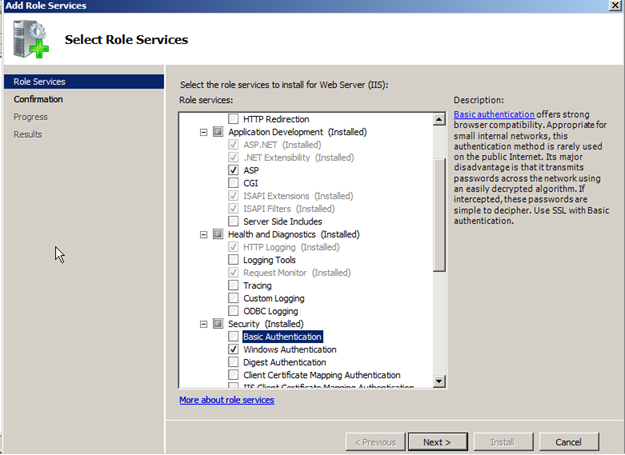 Add Role Services
Select Role Services
Role Services
Confirmation
Progress
Results
Select the role services to install for Web Server (IIS):
Role services:
HTTP Redirection
Application Development (Installed)
ASP.NET (Installed)
.NET Extensibility (Installed)
ASP
CGI
ISAPI Extensions (Installed)
ISAPI Filters (Installed)
Server Side Includes
Health and Diagnostics (Installed)
HTTP Logging (Installed)
Logging Tools
Request Monitor (Installed)
Tracing
Custom Logging
ODBC Logging
Security (Installed)
Basic Authentication
Windows Authentication
Digest Authentication
Client Certificate Mapping Authentication
IIS Client Certificate Mapping Authentication
More about role services
Description:
Basic authentication offers strong
browser compatibility. Appropriate for
small internal networks, this
authentication method is rarely used
on the public Internet. Its major
disadvantage is that it transmits
passwords across the network using
an easily decrypted algorithm. If
intercepted, these passwords are
simple to decipher. Use SSL with Basic
authentication.
< Previous
Next >
Install
Cancel